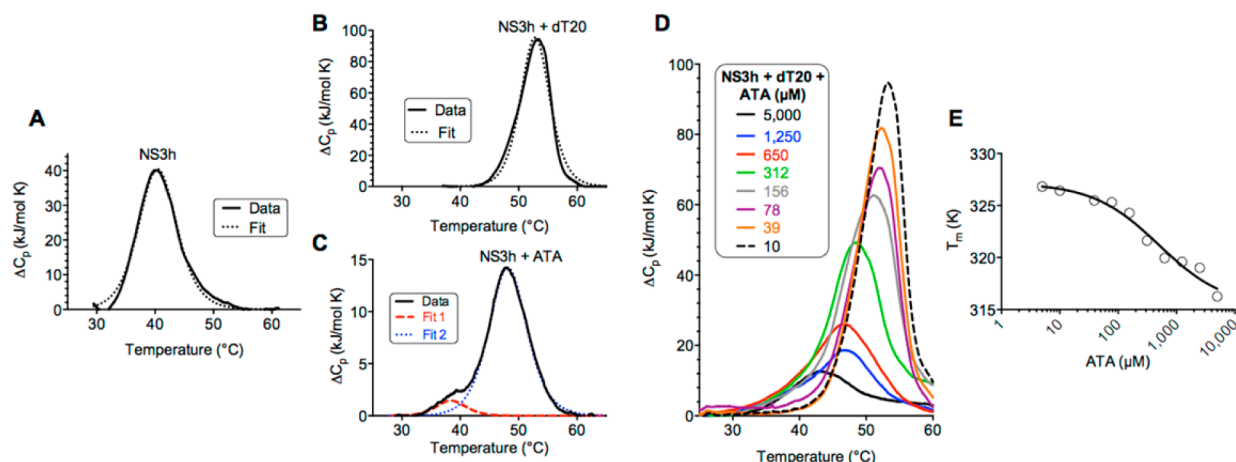 A
NS3h
ΔCp (kJ/mol K)
40
30
20
10
0
30
40
50
60
Temperature (°C)
Data
Fit
B
NS3h + dT20
ΔCp (kJ/mol K)
100
80
60
40
20
0
30
40
50
60
Temperature (°C)
Data
Fit
C
NS3h + ATA
ΔCp (kJ/mol K)
15
10
5
0
30
40
50
60
Temperature (°C)
Data
Fit 1
Fit 2
D
NS3h + dT20 +
ATA (µM)
5,000
1,250
650
312
156
78
39
10
ΔCp (kJ/mol K)
100
80
60
40
20
0
30
40
50
60
Temperature (°C)
E
Tm (K)
330
325
320
315
1
10
100
1,000
10,000
ATA (µM)